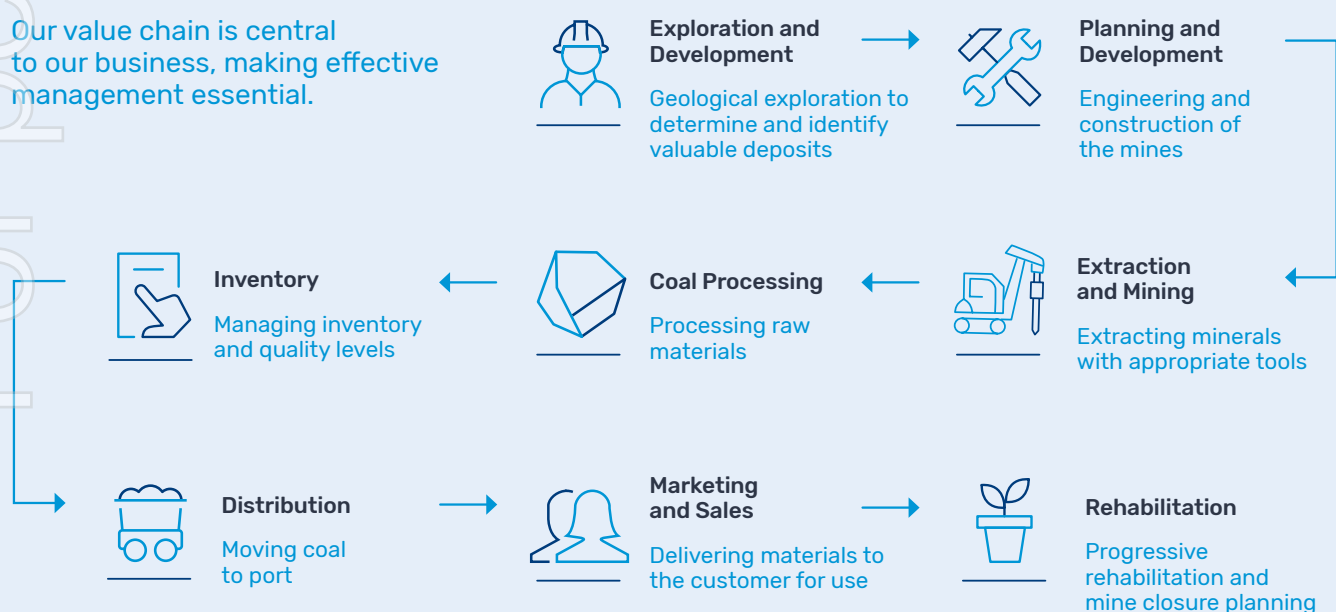 Our value chain is central
to our business, making effective
management essential.
Exploration and
Development
Geological exploration to
determine and identify
valuable deposits
Planning and
Development
Engineering and
construction of
the mines
Extraction
and Mining
Extracting minerals
with appropriate tools
Coal Processing
Processing raw
materials
Inventory
Managing inventory
and quality levels
Distribution
Moving coal
to port
Marketing
and Sales
Delivering materials to
the customer for use
Rehabilitation
Progressive
rehabilitation and
mine closure planning